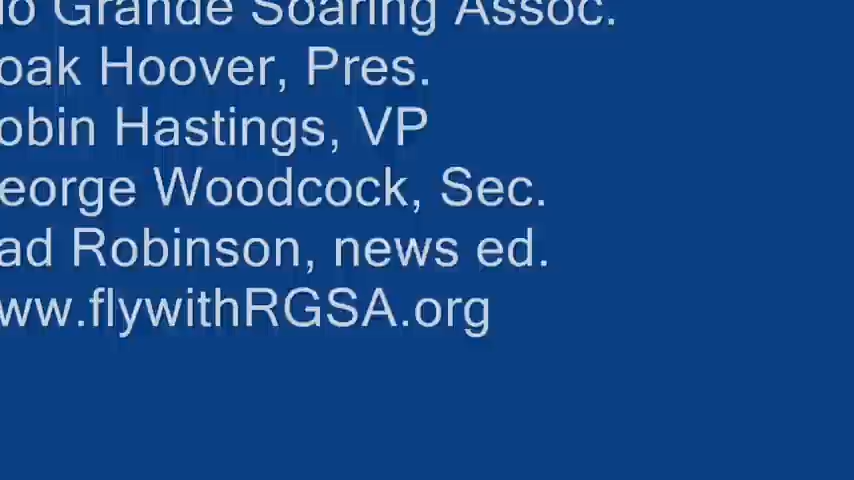 io Grande Soaring Assoc.
oak Hoover, Pres.
obin Hastings, VP
eorge Woodcock, Sec.
ad Robinson, news ed.
ww.flywithRGSA.org